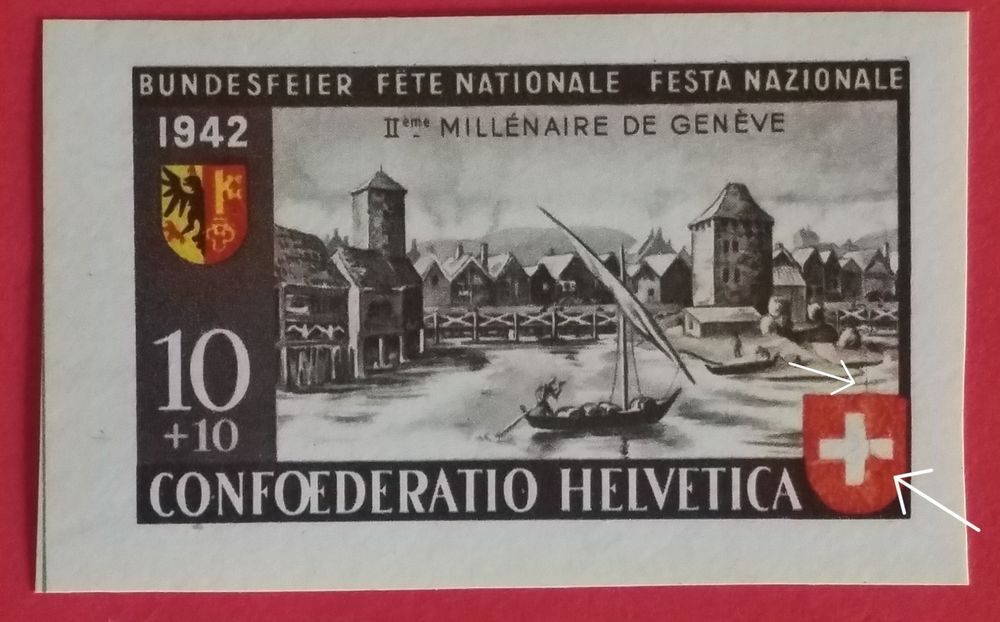 BUNDESFEIER FÊTE NATIONALE FESTA NAZIONALE
1942
IIème MILLÉNAIRE DE GENÈVE
10
+10
CONFOEDERATIO HELVETICA